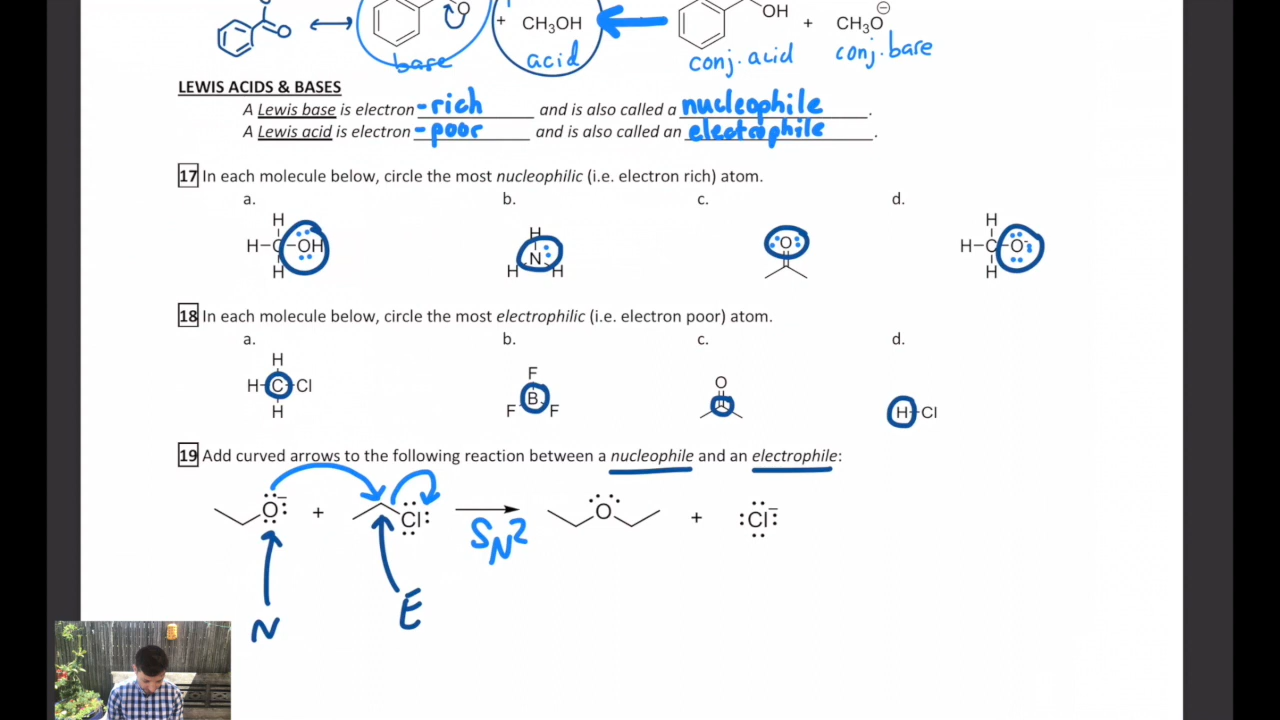 O
O
OH
+ CH3OH + CH3O⊖
base acid conj. acid conj. base
LEWIS ACIDS & BASES
A Lewis base is electron -rich and is also called a nucleophile.
A Lewis acid is electron -poor and is also called an electrophile.
17 In each molecule below, circle the most nucleophilic (i.e. electron rich) atom.
a. b. c. d.
H H H
H-C-OH N O H-C-O-
H H H H
18 In each molecule below, circle the most electrophilic (i.e. electron poor) atom.
a. b. c. d.
H F O
H-C-Cl B H-Cl
H F F
19 Add curved arrows to the following reaction between a nucleophile and an electrophile:
:O:- + :Cl: O + :Cl:-
SN2
N E